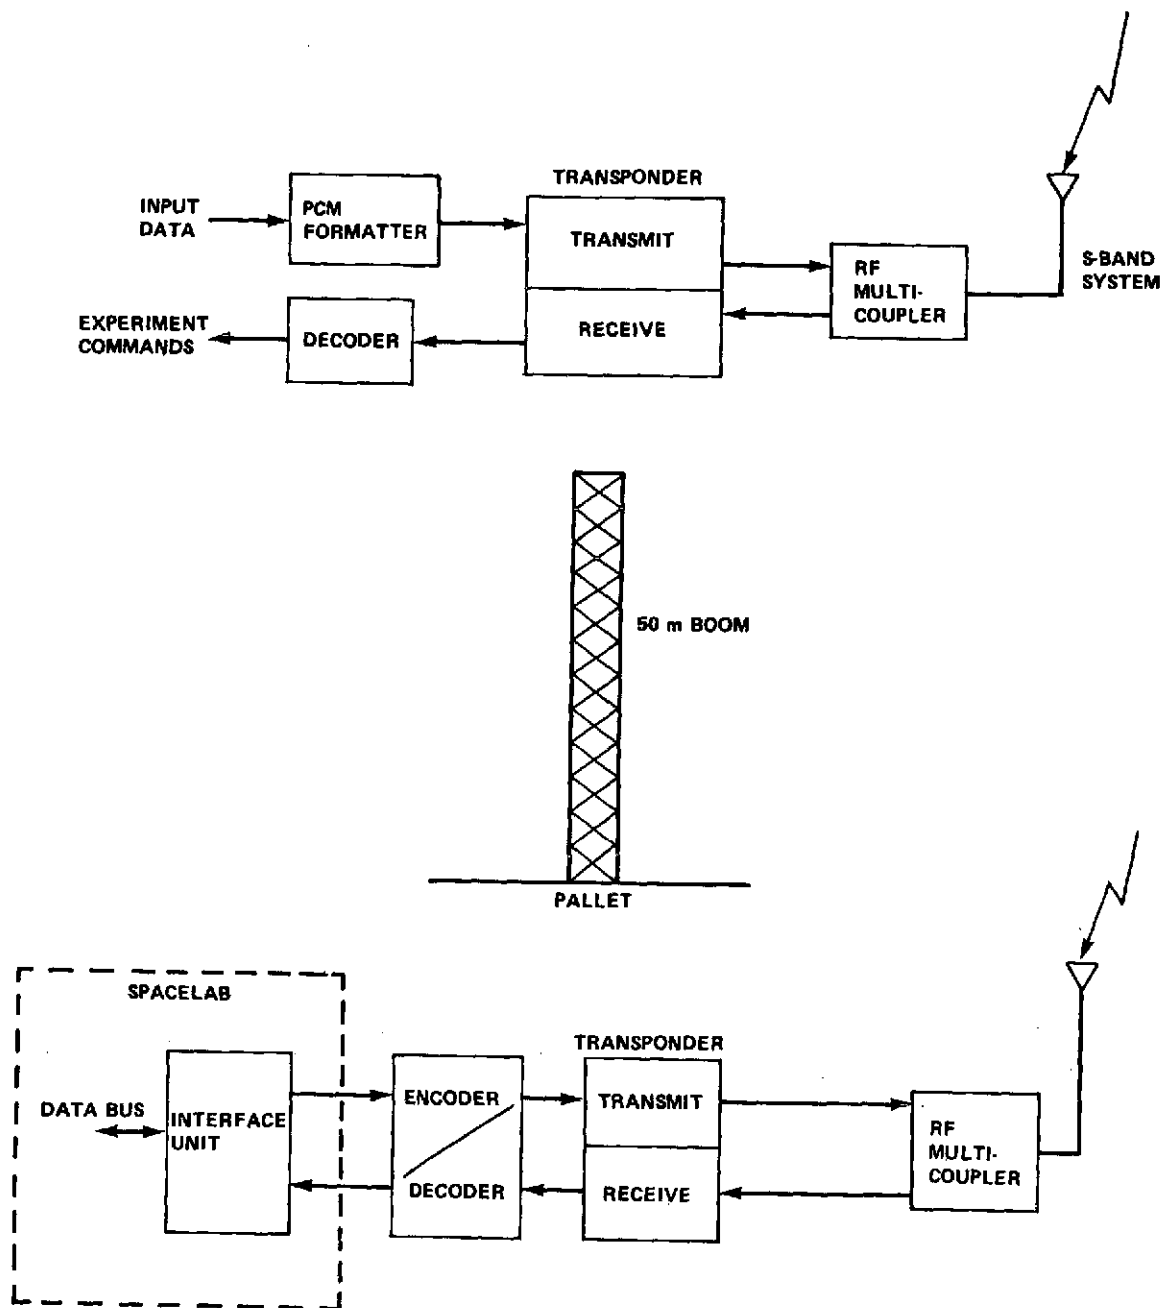 TRANSPONDER
INPUT
DATA
PCM
FORMATTER
TRANSMIT
RF
MULTI-
COUPLER
S-BAND
SYSTEM
EXPERIMENT
COMMANDS
DECODER
RECEIVE
50 m BOOM
PALLET
SPACELAB
TRANSPONDER
DATA BUS
INTERFACE
UNIT
ENCODER
DECODER
TRANSMIT
RECEIVE
RF
MULTI-
COUPLER